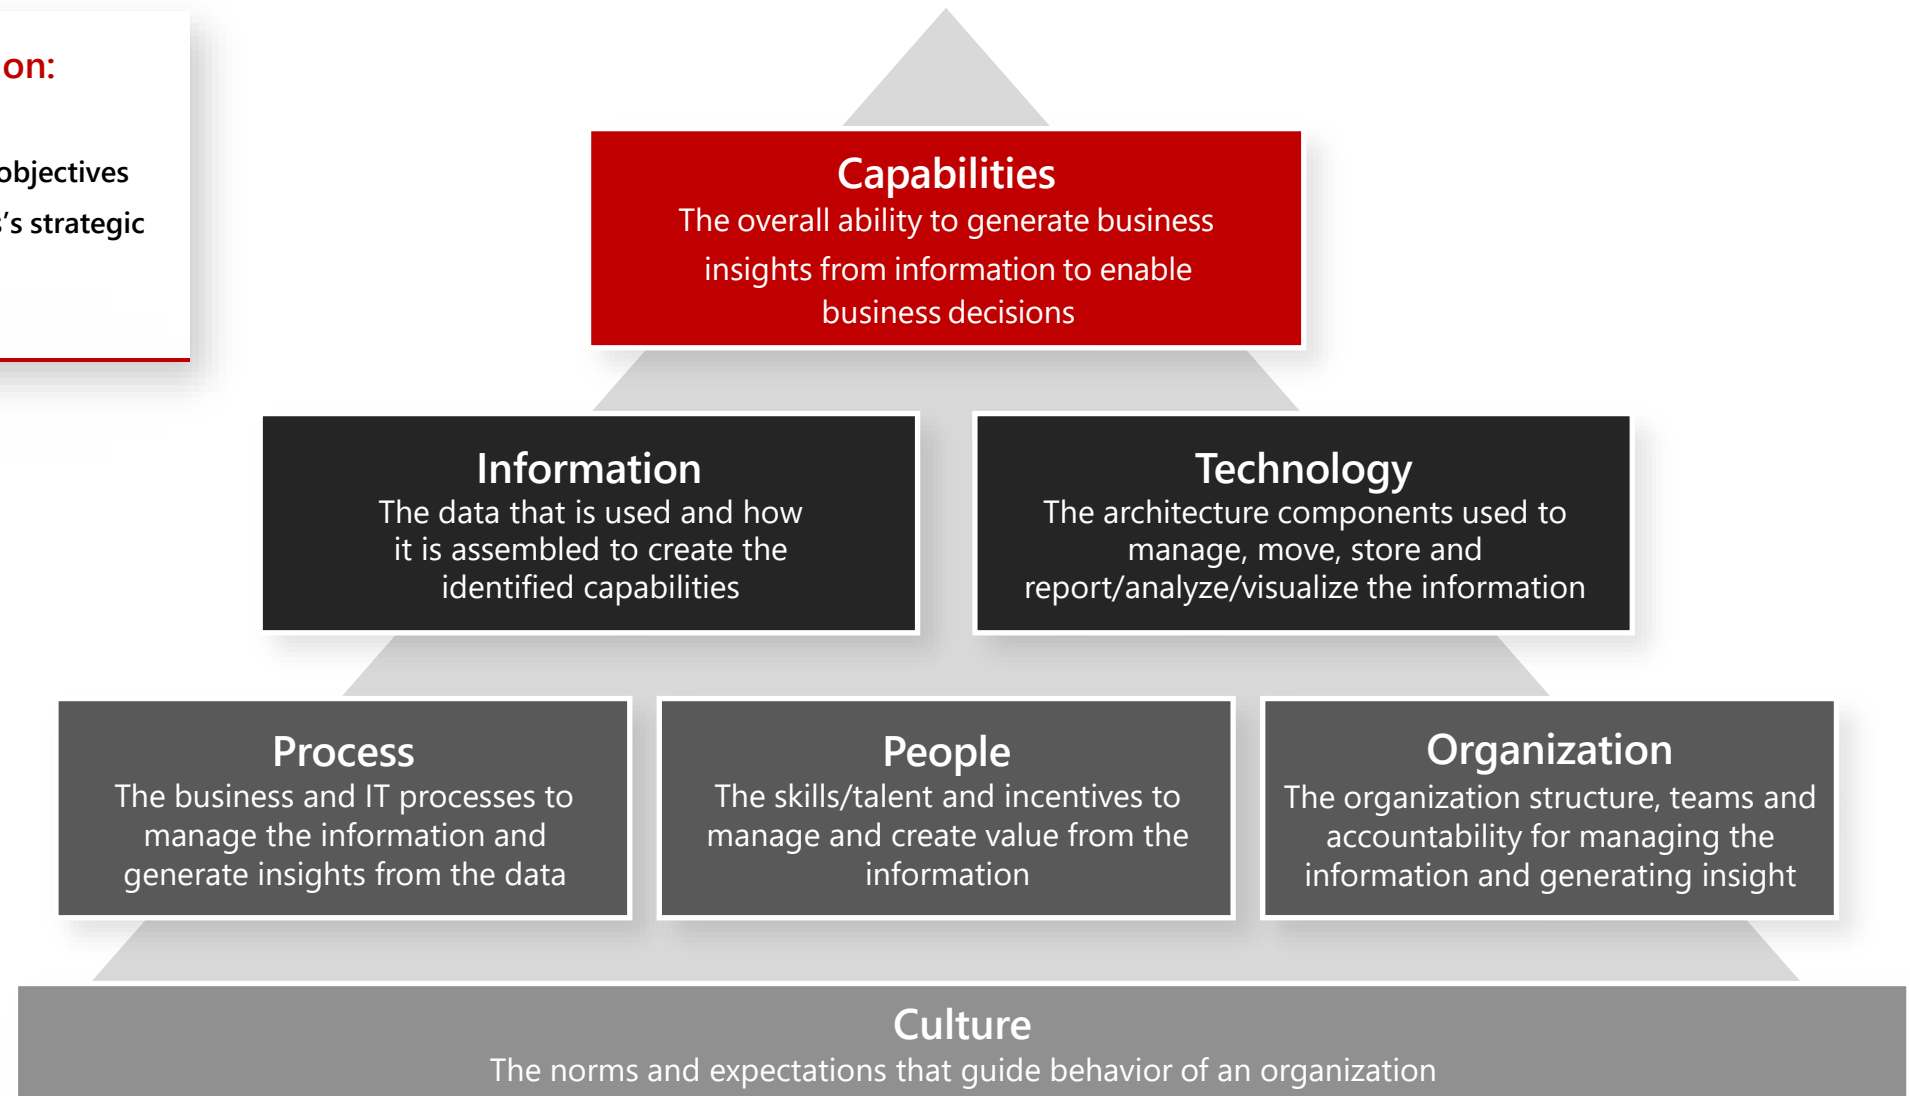 on:
objectives
's strategic
Capabilities
The overall ability to generate business
insights from information to enable
business decisions
Information
The data that is used and how
it is assembled to create the
identified capabilities
Technology
The architecture components used to
manage, move, store and
report/analyze/visualize the information
Process
The business and IT processes to
manage the information and
generate insights from the data
People
The skills/talent and incentives to
manage and create value from the
information
Organization
The organization structure, teams and
accountability for managing the
information and generating insight
Culture
The norms and expectations that guide behavior of an organization